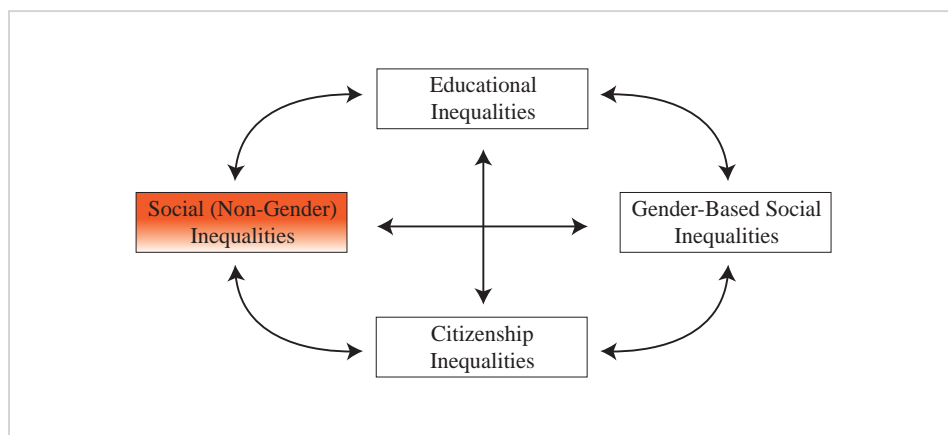 Educational
Inequalities
Social (Non-Gender)
Inequalities
Gender-Based Social
Inequalities
Citizenship
Inequalities